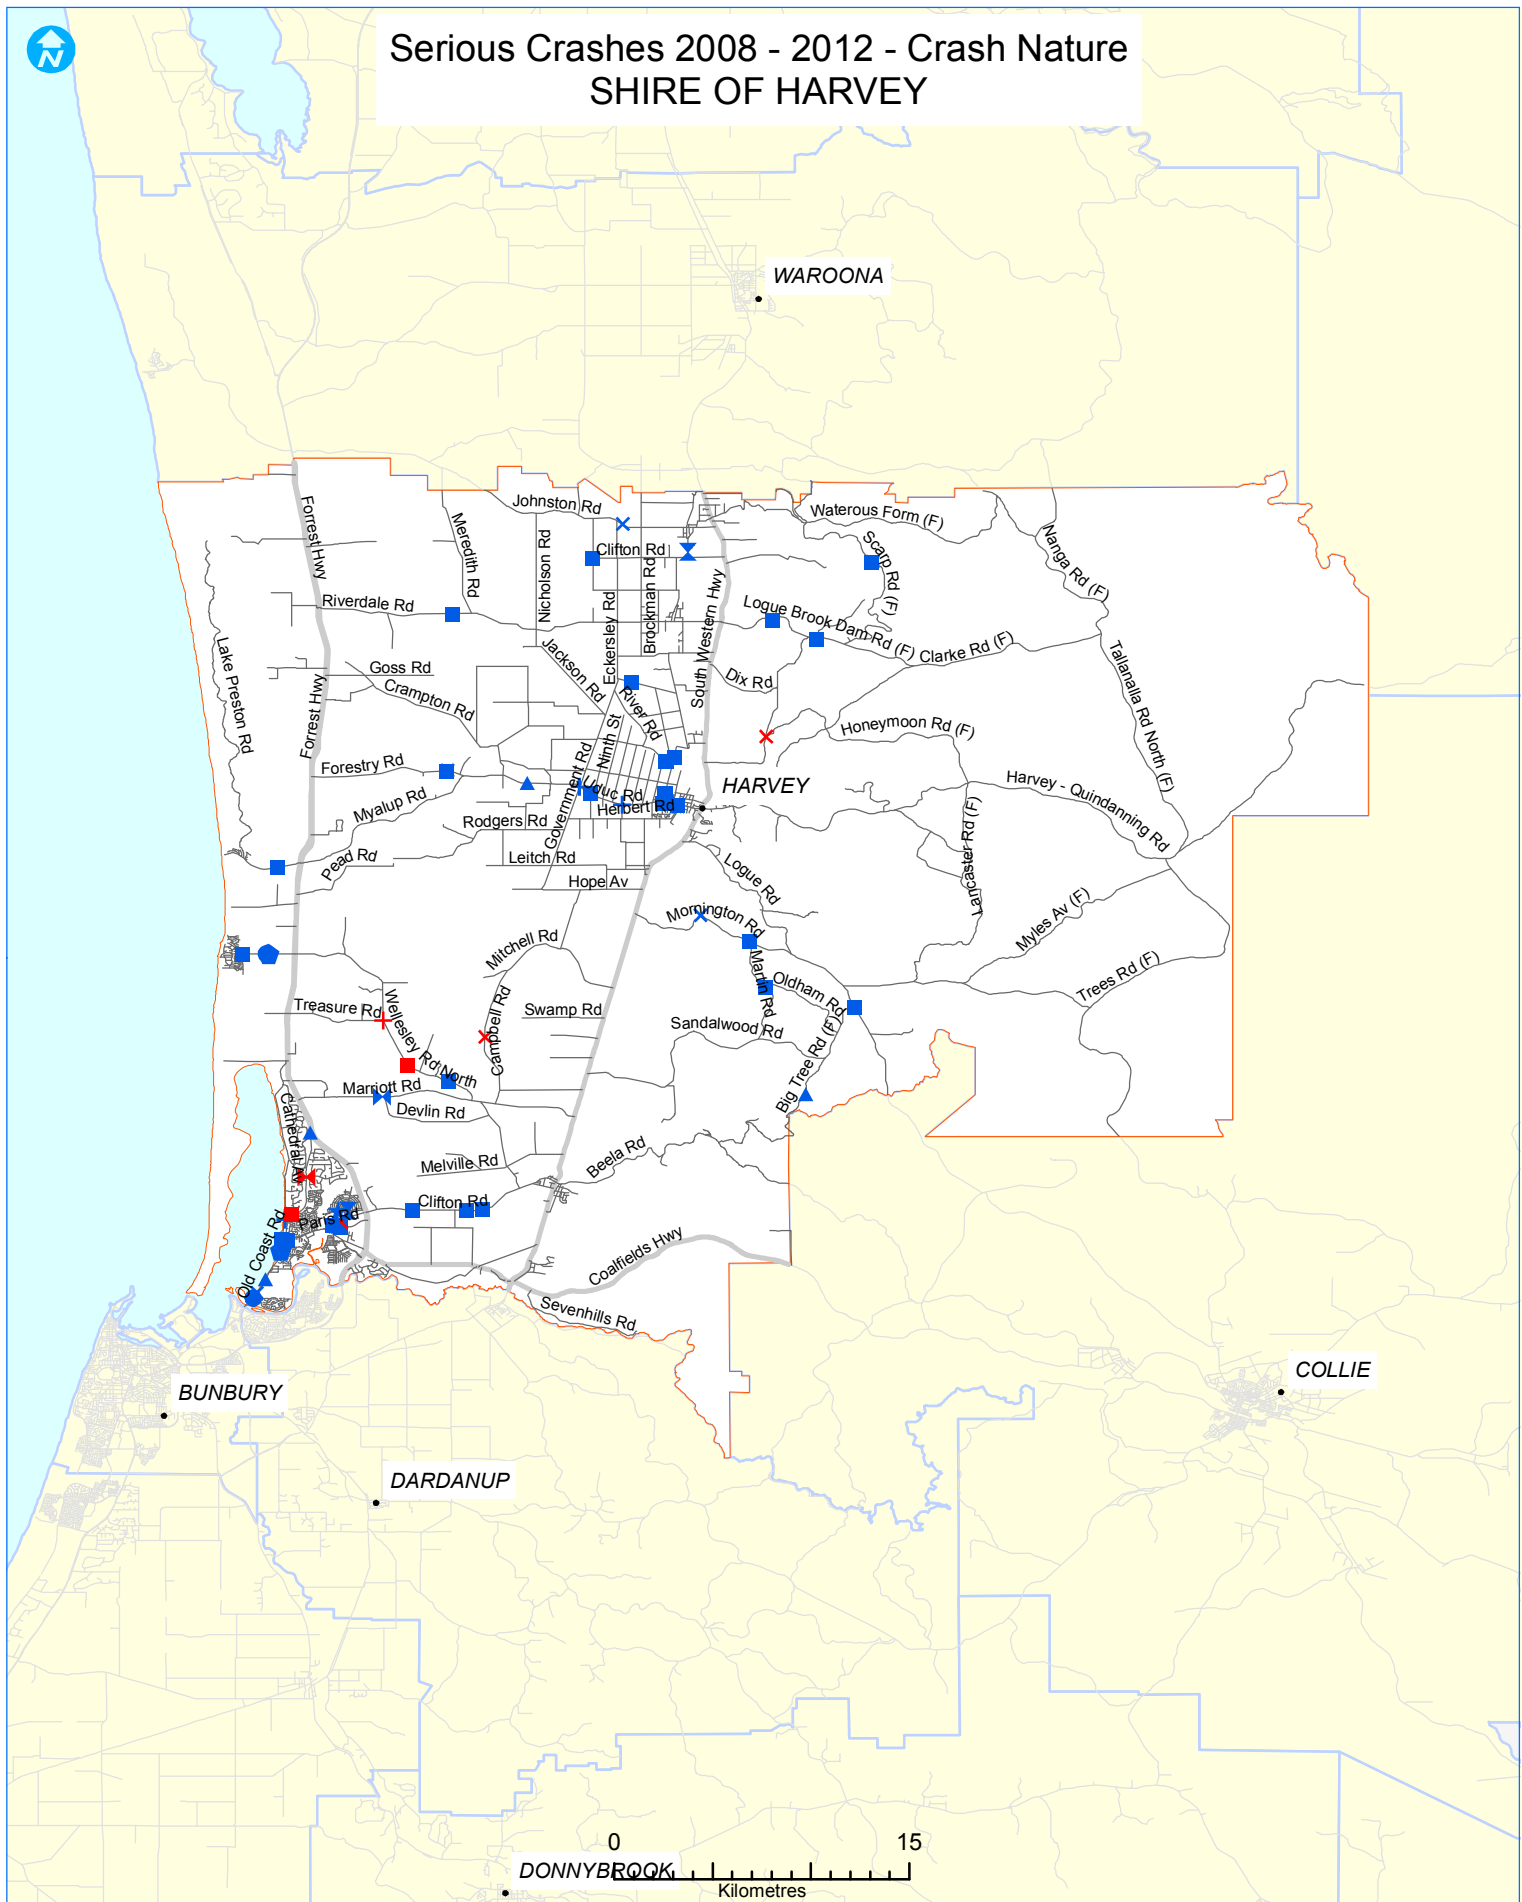 Serious Crashes 2008 - 2012 - Crash Nature
SHIRE OF HARVEY
N
WAROONA
Johnston Rd
Waterous Form (F)
Forrest Hwy
Meredith Rd
Nicholson Rd
Clifton Rd
Scarp Rd (F)
Nanga Rd (F)
Brockman Rd
Eckersley Rd
South Western Hwy
Riverdale Rd
Logue Brook Dam Rd (F)
Clarke Rd (F)
Lake Preston Rd
Goss Rd
Jackson Rd
Tallanalla Rd North (F)
Crampton Rd
Dix Rd
River Rd
Forrest Hwy
Ninth St
Honeymoon Rd (F)
Forestry Rd
Government Rd
Uduc Rd
HARVEY
Harvey - Quindanning Rd
Myalup Rd
Herbert Rd
Rodgers Rd
Lancaster Rd (F)
Pead Rd
Leitch Rd
Logue Rd
Hope Av
Mornington Rd
Myles Av (F)
Mitchell Rd
Martin Rd
Oldham Rd
Trees Rd (F)
Treasure Rd
Wellesley Rd North
Campbell Rd
Swamp Rd
Sandalwood Rd
Big Tree Rd (F)
Marriott Rd
Devlin Rd
Cathedral Av
Melville Rd
Beela Rd
Clifton Rd
Paris Rd
Old Coast Rd
Coalfields Hwy
Sevenhills Rd
COLLIE
BUNBURY
DARDANUP
0 15
DONNYBROOK
Kilometres